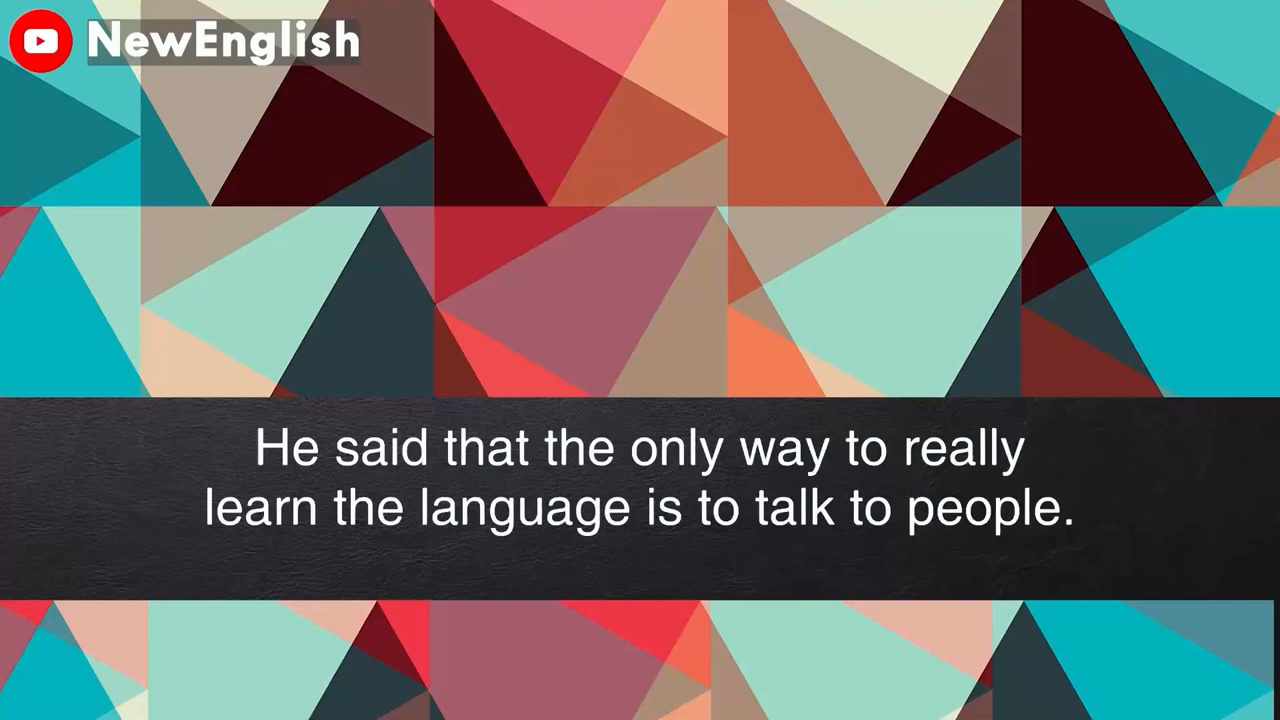 NewEnglish
He said that the only way to really
learn the language is to talk to people.